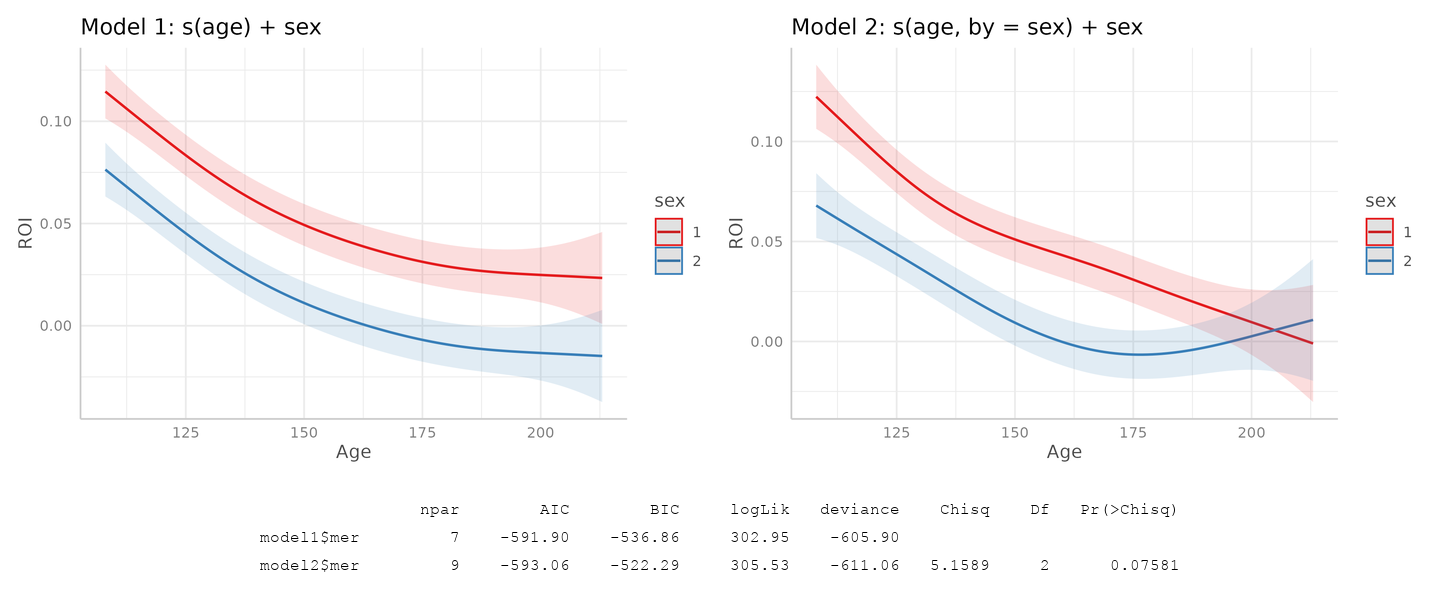 Model 1: s(age) + sex
0.10
0.05
0.00
ROI
125 150 175 200
Age
sex
1
2
Model 2: s(age, by = sex) + sex
0.10
0.05
0.00
ROI
125 150 175 200
Age
sex
1
2
npar AIC BIC logLik deviance Chisq Df Pr(>Chisq)
model1$mer 7 -591.90 -536.86 302.95 -605.90
model2$mer 9 -593.06 -522.29 305.53 -611.06 5.1589 2 0.07581